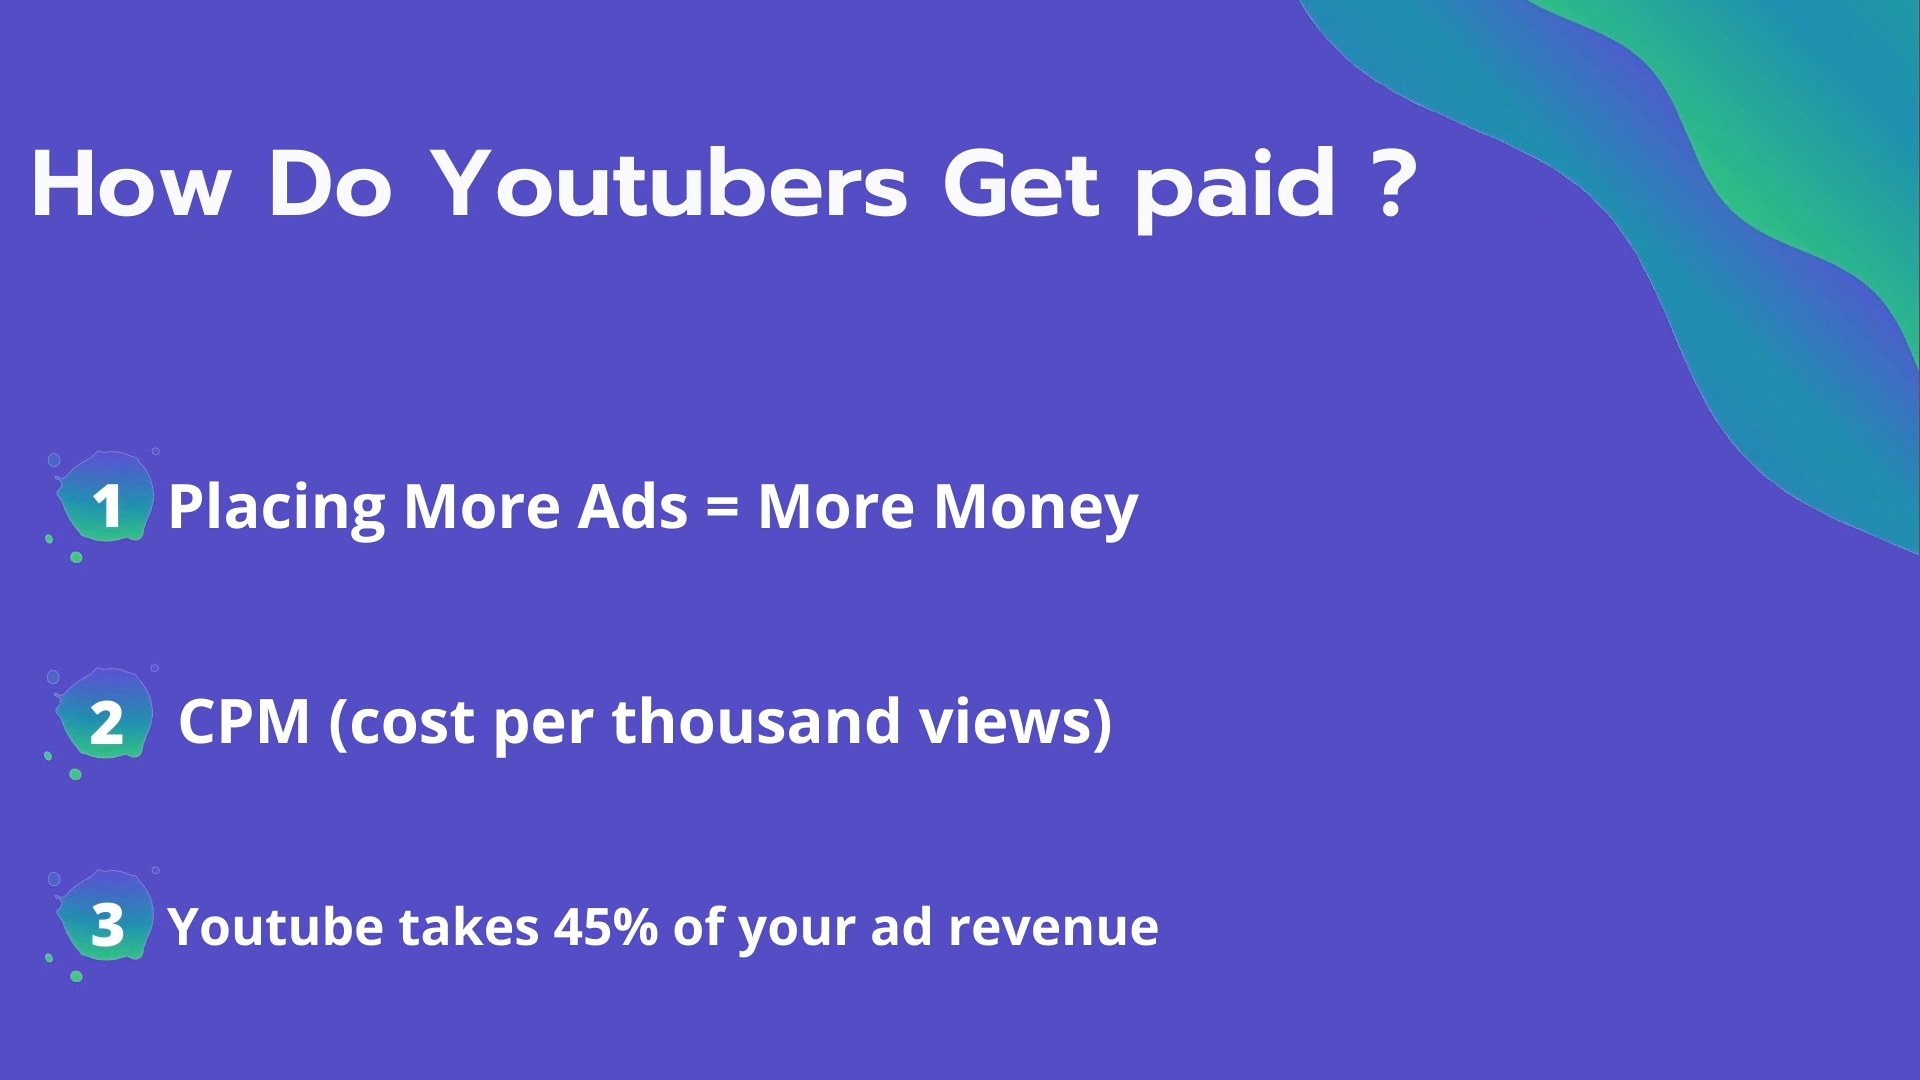 How Do Youtubers Get paid ?
1 Placing More Ads = More Money
2 CPM (cost per thousand views)
3 Youtube takes 45% of your ad revenue